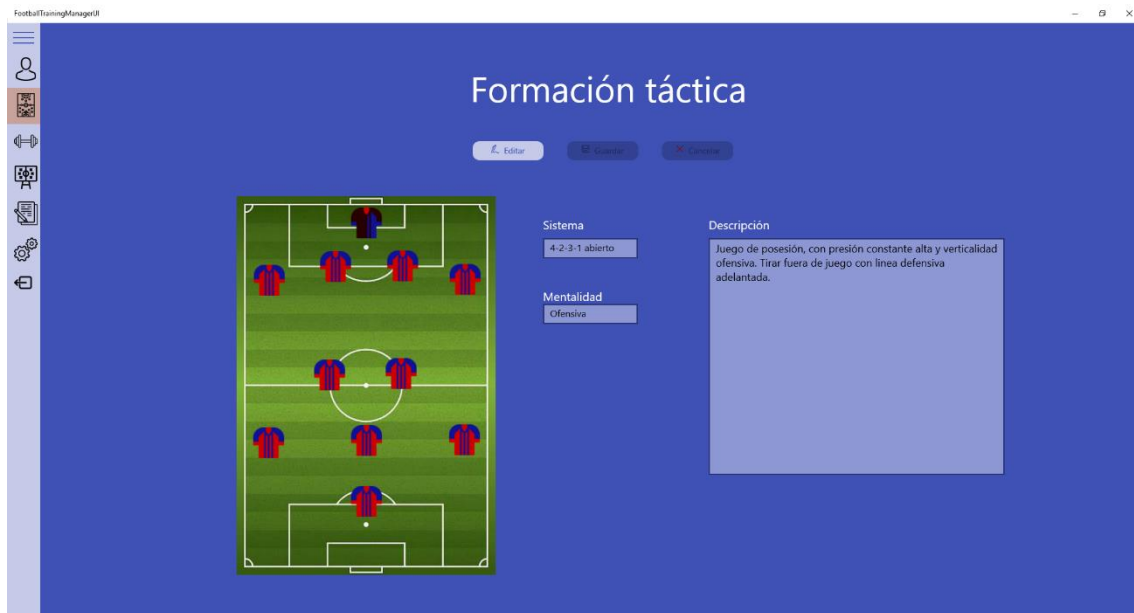 FootballTrainingManagerUI
Formación táctica
Editar
Guardar
Cancelar
Sistema
4-2-3-1 abierto
Mentalidad
Ofensiva
Descripción
Juego de posesión, con presión constante alta y verticalidad
ofensiva. Tirar fuera de juego con linea defensiva
adelantada.